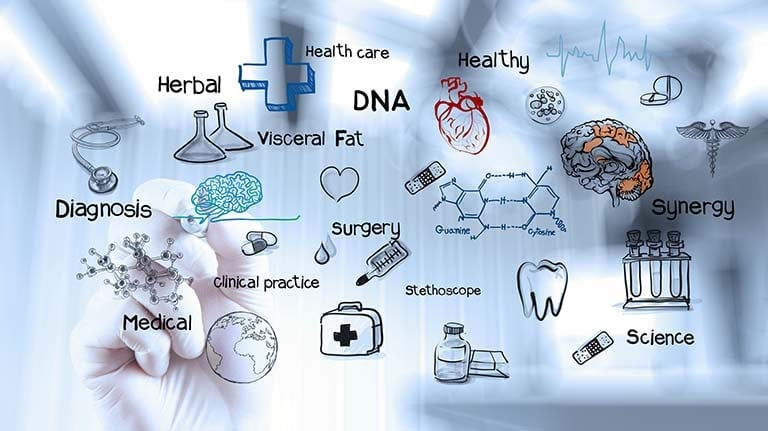 Health care
Healthy
Herbal
DNA
Visceral Fat
Diagnosis
Surgery
Guanine
Cytosine
Synergy
Clinical practice
Stethoscope
Medical
Science